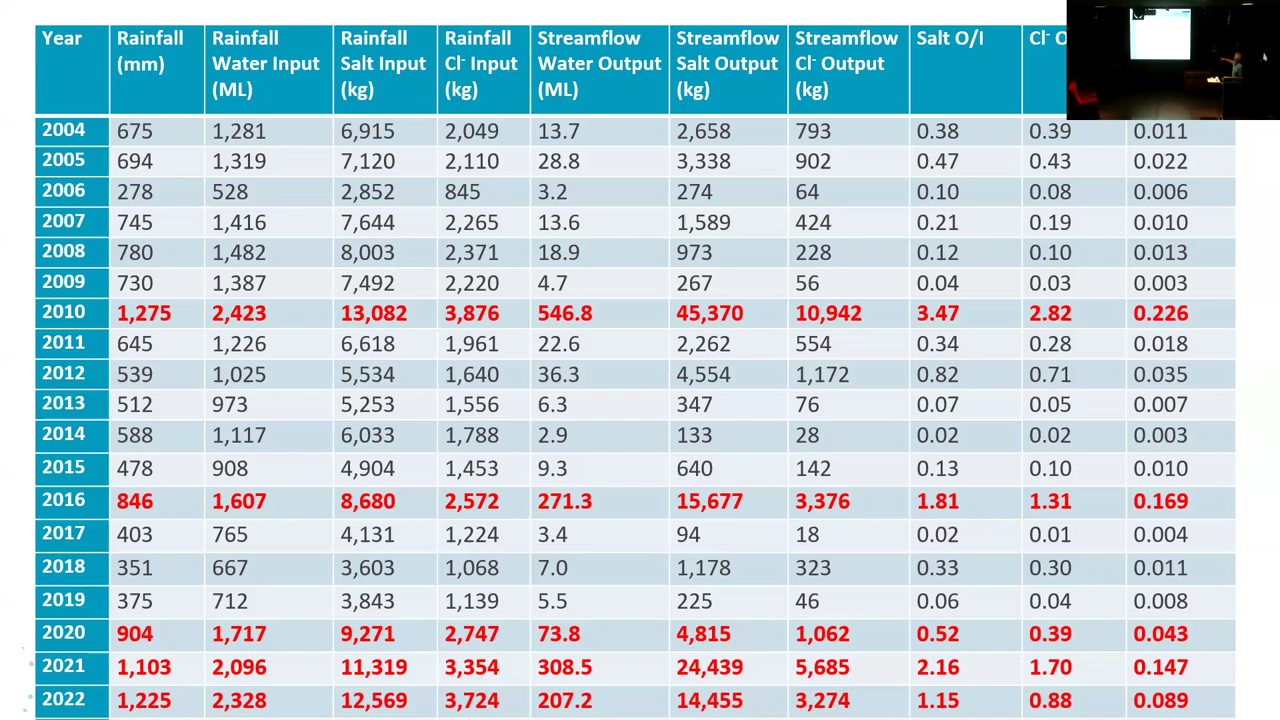 Year Rainfall (mm) Rainfall Water Input (ML) Rainfall Salt Input (kg) Rainfall Cl⁻ Input (kg) Streamflow Water Output (ML) Streamflow Salt Output (kg) Streamflow Cl⁻ Output (kg) Salt O/I Cl⁻
2004 675 1,281 6,915 2,049 13.7 2,658 793 0.38 0.39 0.011
2005 694 1,319 7,120 2,110 28.8 3,338 902 0.47 0.43 0.022
2006 278 528 2,852 845 3.2 274 64 0.10 0.08 0.006
2007 745 1,416 7,644 2,265 13.6 1,589 424 0.21 0.19 0.010
2008 780 1,482 8,003 2,371 18.9 973 228 0.12 0.10 0.013
2009 730 1,387 7,492 2,220 4.7 267 56 0.04 0.03 0.003
2010 1,275 2,423 13,082 3,876 546.8 45,370 10,942 3.47 2.82 0.226
2011 645 1,226 6,618 1,961 22.6 2,262 554 0.34 0.28 0.018
2012 539 1,025 5,534 1,640 36.3 4,554 1,172 0.82 0.71 0.035
2013 512 973 5,253 1,556 6.3 347 76 0.07 0.05 0.007
2014 588 1,117 6,033 1,788 2.9 133 28 0.02 0.02 0.003
2015 478 908 4,904 1,453 9.3 640 142 0.13 0.10 0.010
2016 846 1,607 8,680 2,572 271.3 15,677 3,376 1.81 1.31 0.169
2017 403 765 4,131 1,224 3.4 94 18 0.02 0.01 0.004
2018 351 667 3,603 1,068 7.0 1,178 323 0.33 0.30 0.011
2019 375 712 3,843 1,139 5.5 225 46 0.06 0.04 0.008
2020 904 1,717 9,271 2,747 73.8 4,815 1,062 0.52 0.39 0.043
2021 1,103 2,096 11,319 3,354 308.5 24,439 5,685 2.16 1.70 0.147
2022 1,225 2,328 12,569 3,724 207.2 14,455 3,274 1.15 0.88 0.089